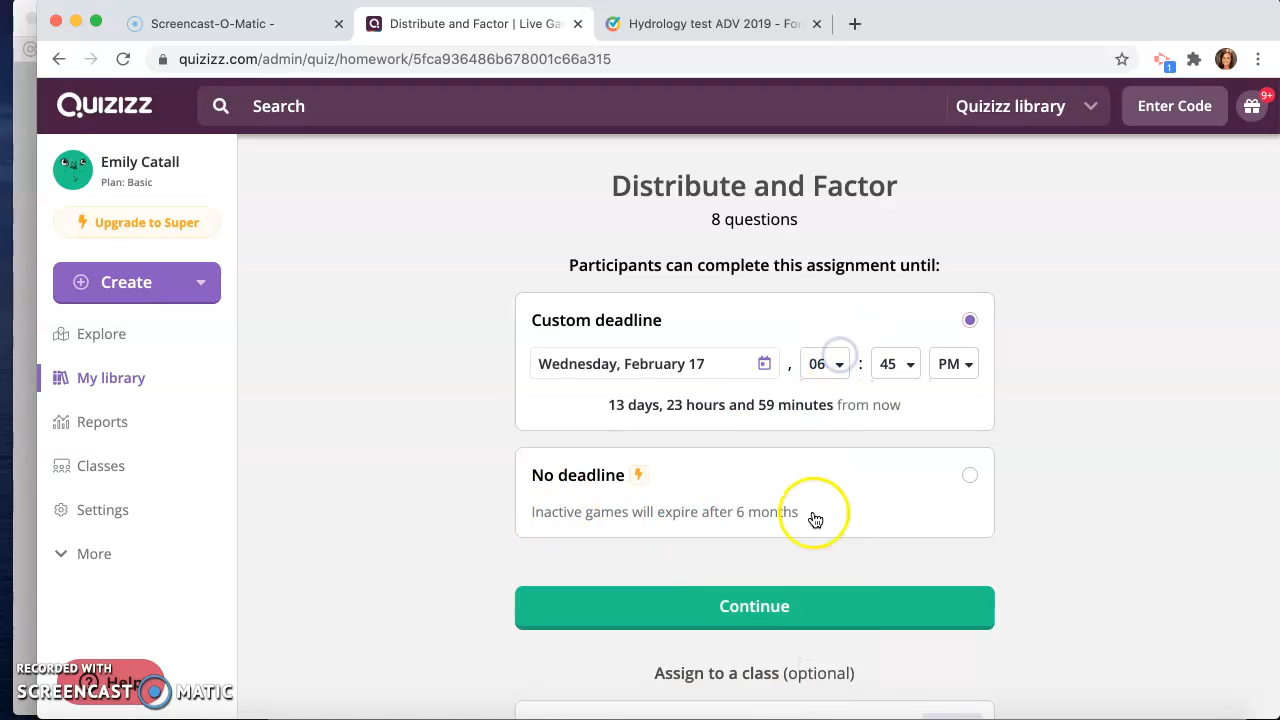 Screencast-O-Matic -
Distribute and Factor | Live Ga
Hydrology test ADV 2019 - For
quizizz.com/admin/quiz/homework/5fca936486b678001c66a315
1
QUIZIZZ
Search
Quizizz library
Enter Code
9+
Emily Catall
Plan: Basic
Upgrade to Super
Create
Explore
My library
Reports
Classes
Settings
More
Distribute and Factor
8 questions
Participants can complete this assignment until:
Custom deadline
Wednesday, February 17 , 06 : 45 PM
13 days, 23 hours and 59 minutes from now
No deadline
Inactive games will expire after 6 months
Continue
Assign to a class (optional)
RECORDED WITH
SCREENCAST MATIC
Help